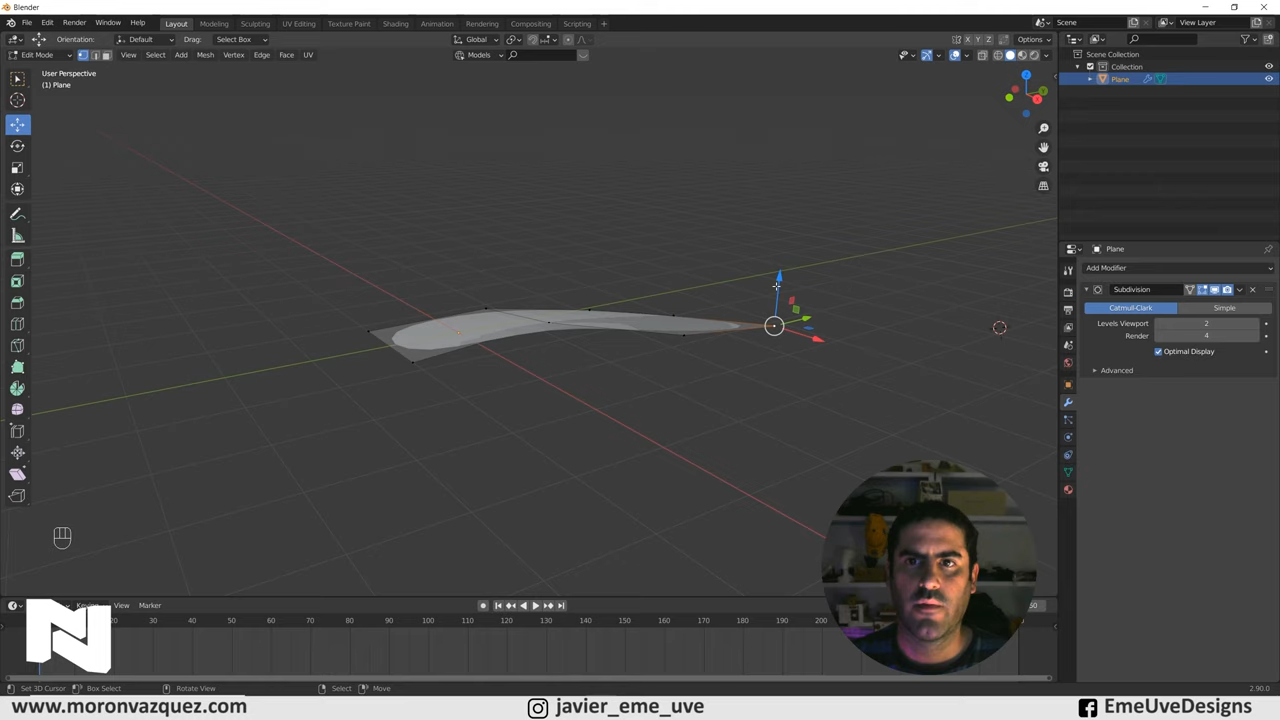 Blender
File Edit Render Window Help Layout Modeling Sculpting UV Editing Texture Paint Shading Animation Rendering Compositing Scripting + Scene View Layer
Orientation: Default Drag: Select Box Global X Y Z Options
Edit Mode View Select Add Mesh Vertex Edge Face UV Models
User Perspective
(1) Plane
Scene Collection
Collection
Plane
Plane
Add Modifier
Subdivision
Catmull-Clark Simple
Levels Viewport 2
Render 4
Optimal Display
Advanced
View Marker
20 30 40 50 60 70 80 90 100 110 120 130 140 150 160 170 180 190 200
Set 3D Cursor Box Select Rotate View Select Move 2.90.0
N
www.moronvazquez.com javier_eme_uve EmeUveDesigns